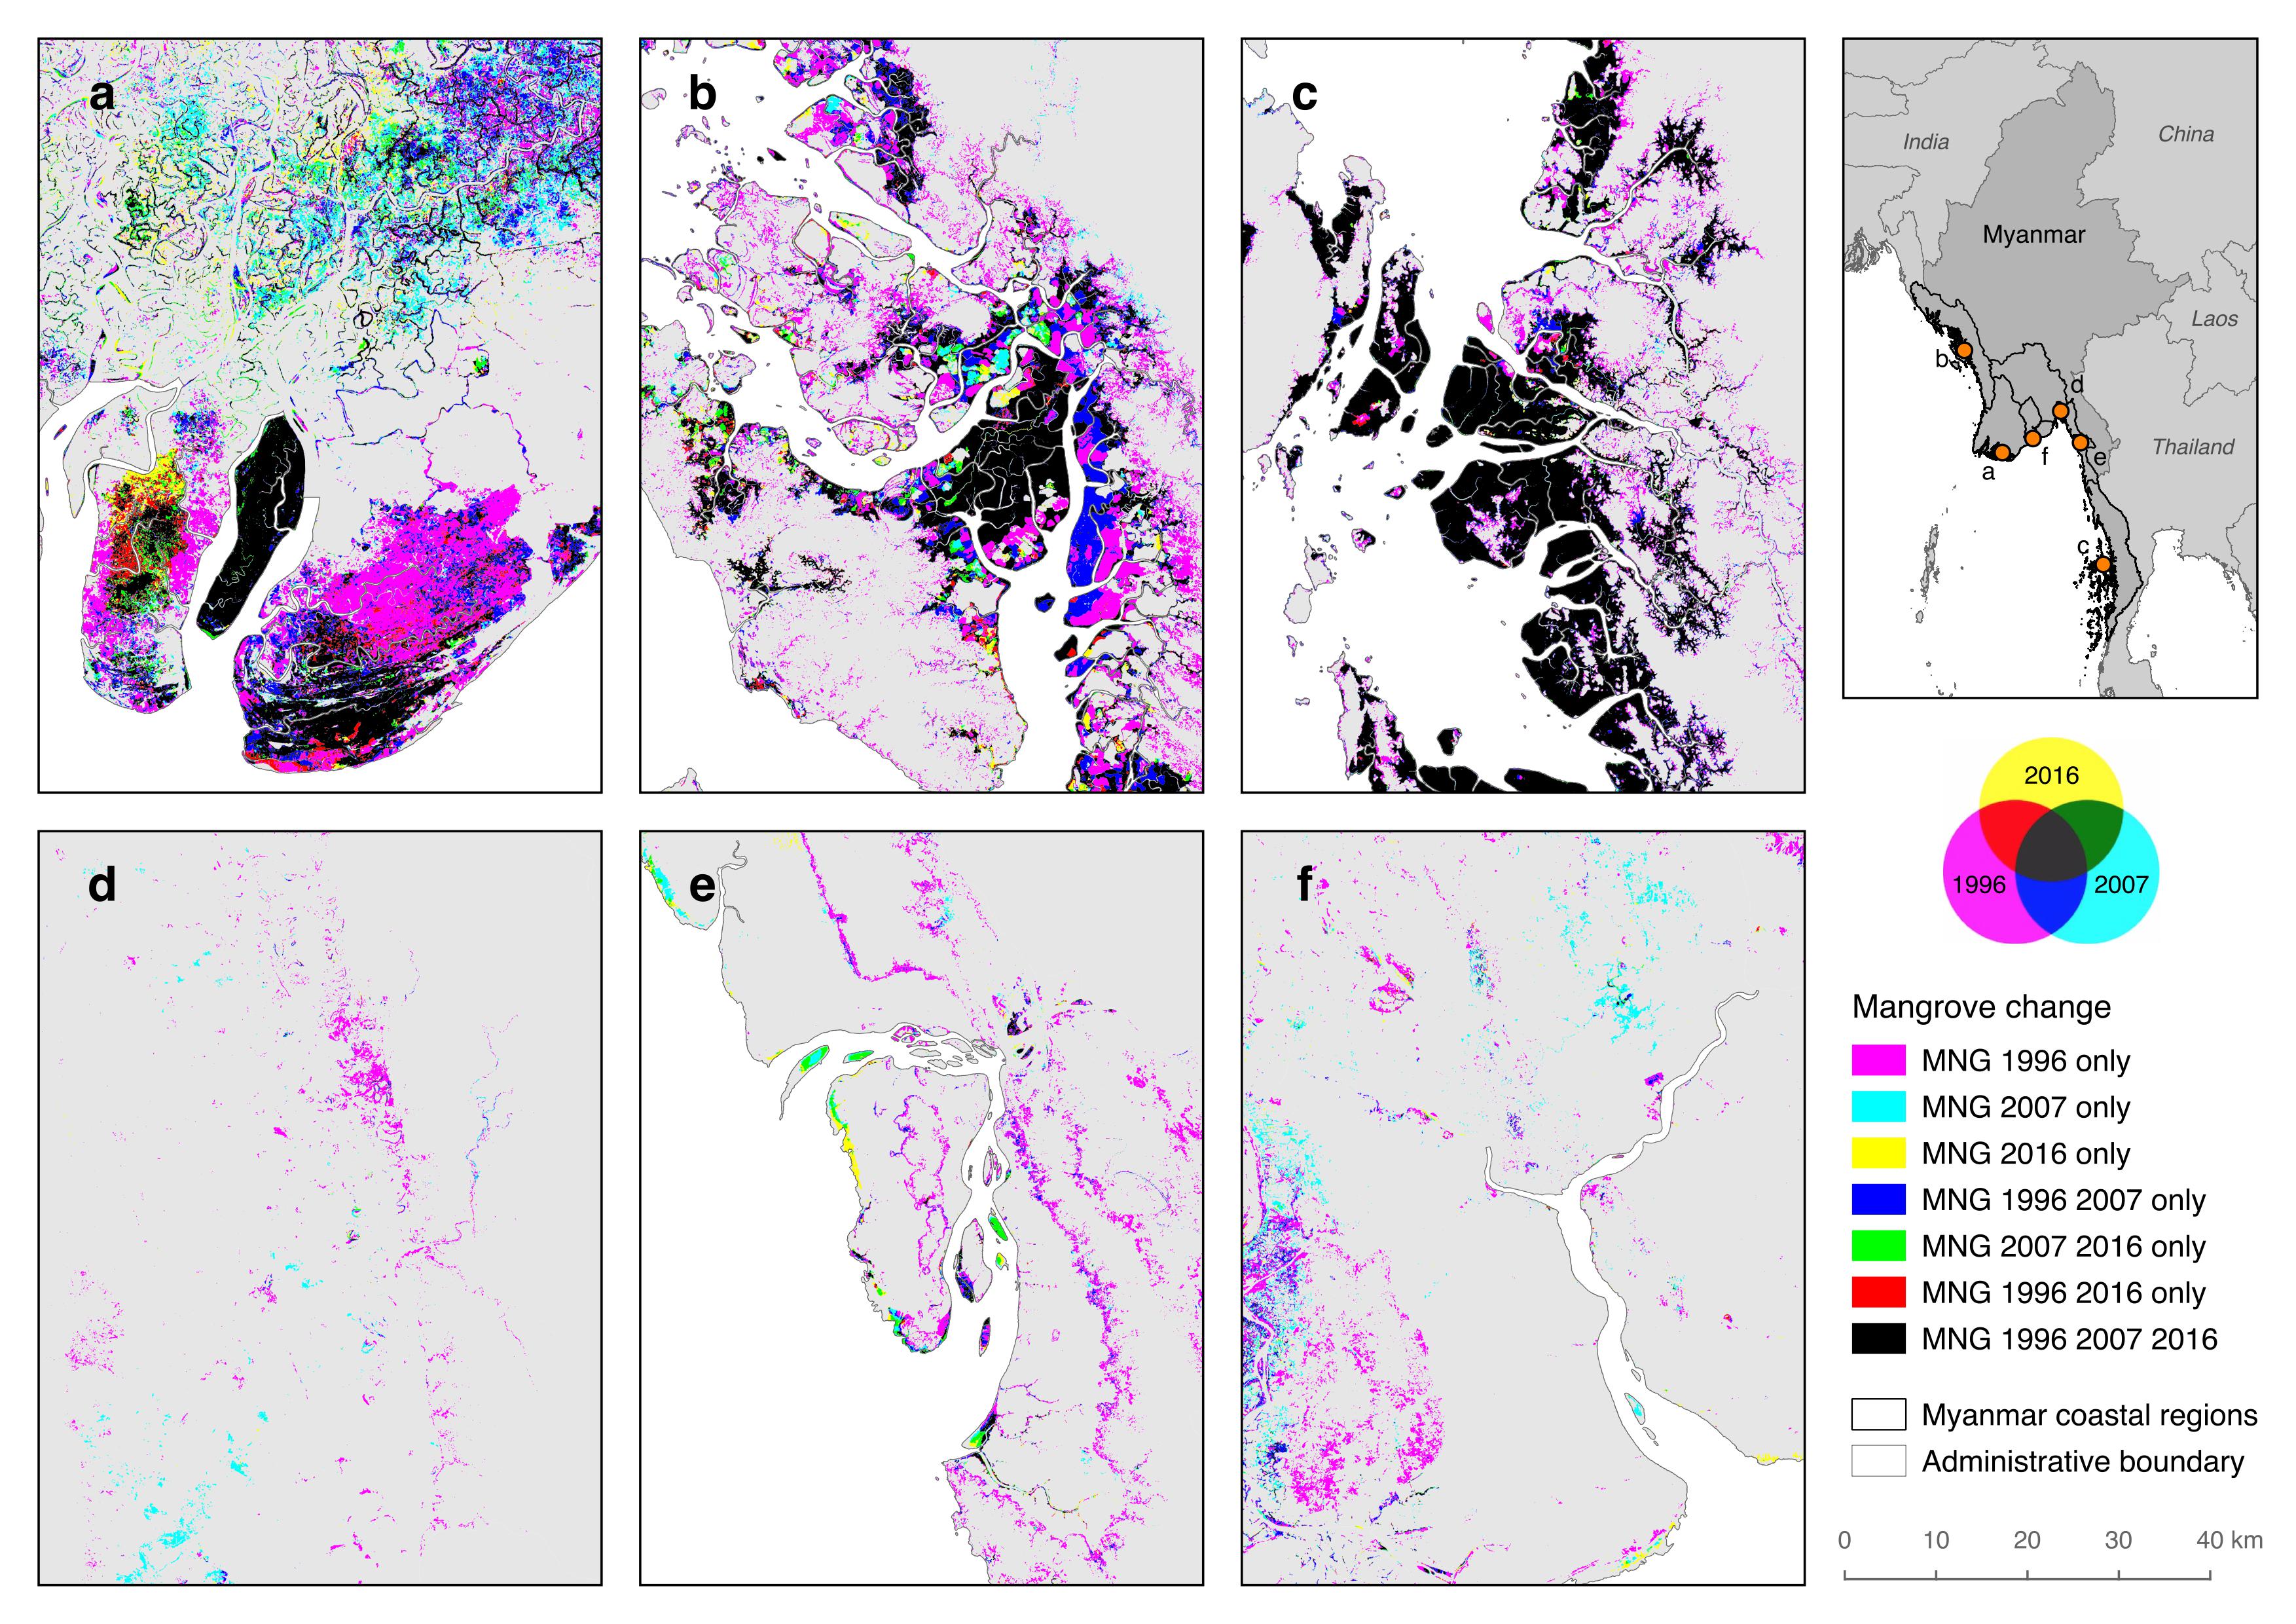 a
b
c
India
China
Myanmar
Laos
Thailand
b
d
a
f
e
c
2016
1996
2007
d
e
f
Mangrove change
MNG 1996 only
MNG 2007 only
MNG 2016 only
MNG 1996 2007 only
MNG 2007 2016 only
MNG 1996 2016 only
MNG 1996 2007 2016
Myanmar coastal regions
Administrative boundary
0 10 20 30 40 km